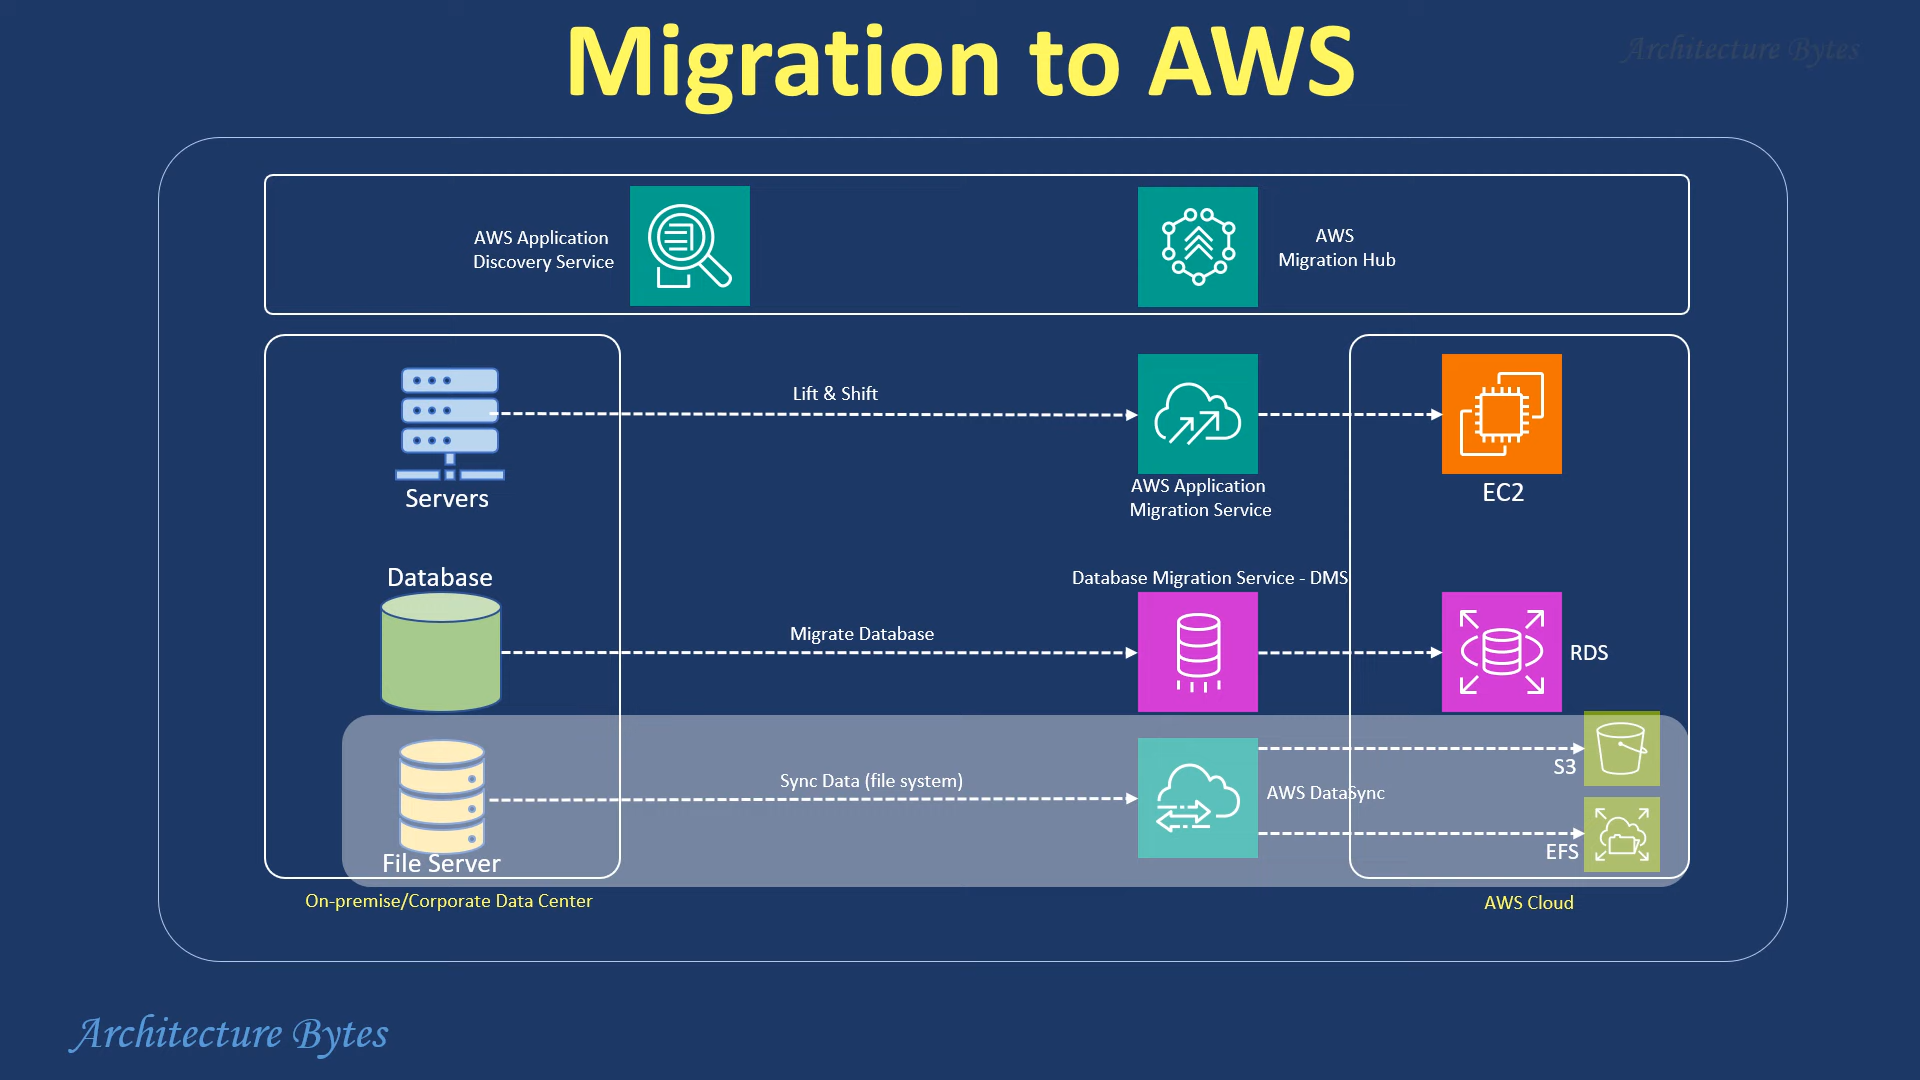 Migration to AWS
Architecture Bytes
AWS Application
Discovery Service
AWS
Migration Hub
Lift & Shift
Servers
AWS Application
Migration Service
EC2
Database
Database Migration Service - DMS
Migrate Database
RDS
Sync Data (file system)
AWS DataSync
S3
EFS
File Server
On-premise/Corporate Data Center
AWS Cloud
Architecture Bytes